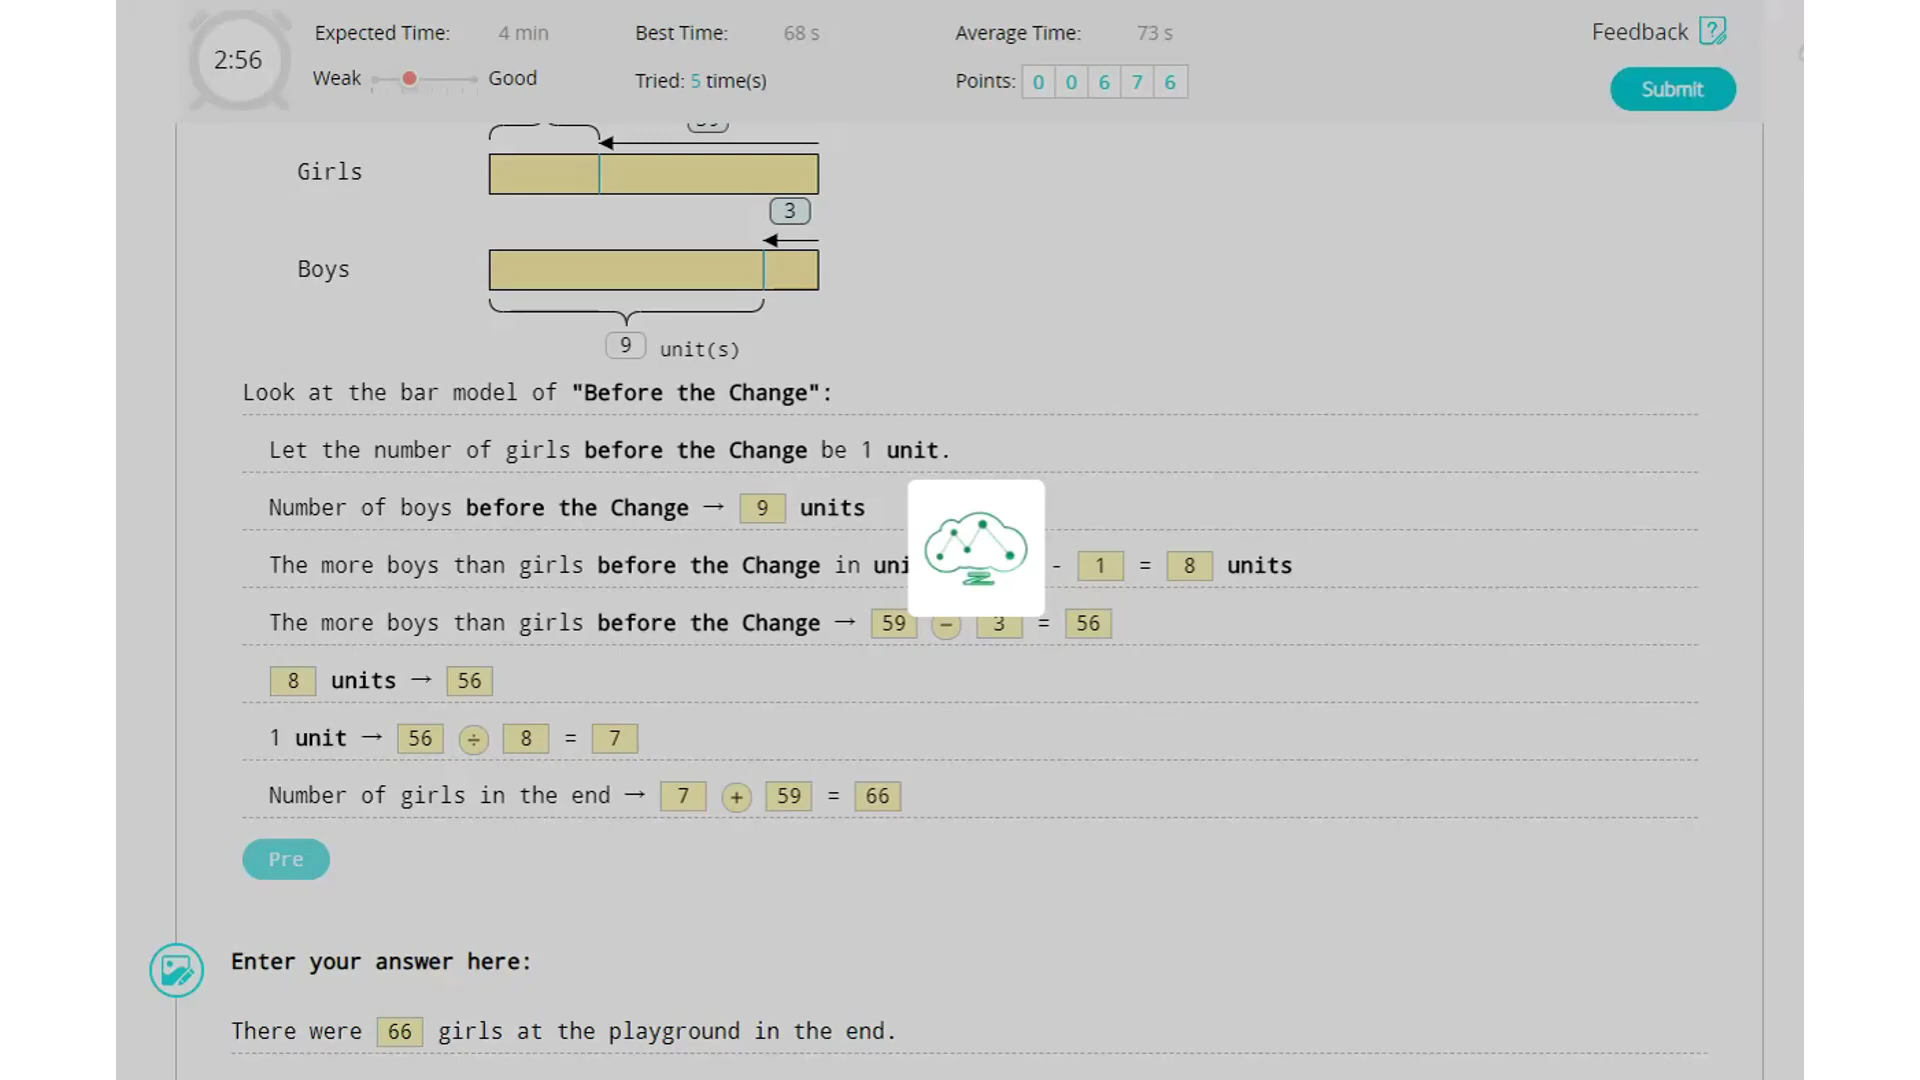 2:56
Expected Time: 4 min
Best Time: 68 s
Average Time: 73 s
Feedback
Weak Good
Tried: 5 time(s)
Points: 0 0 6 7 6
Submit
Girls
3
Boys
9 unit(s)
Look at the bar model of "Before the Change":
Let the number of girls before the Change be 1 unit.
Number of boys before the Change → 9 units
The more boys than girls before the Change in - 1 = 8 units
The more boys than girls before the Change → 59 − 3 = 56
8 units → 56
1 unit → 56 ÷ 8 = 7
Number of girls in the end → 7 + 59 = 66
Pre
Enter your answer here:
There were 66 girls at the playground in the end.